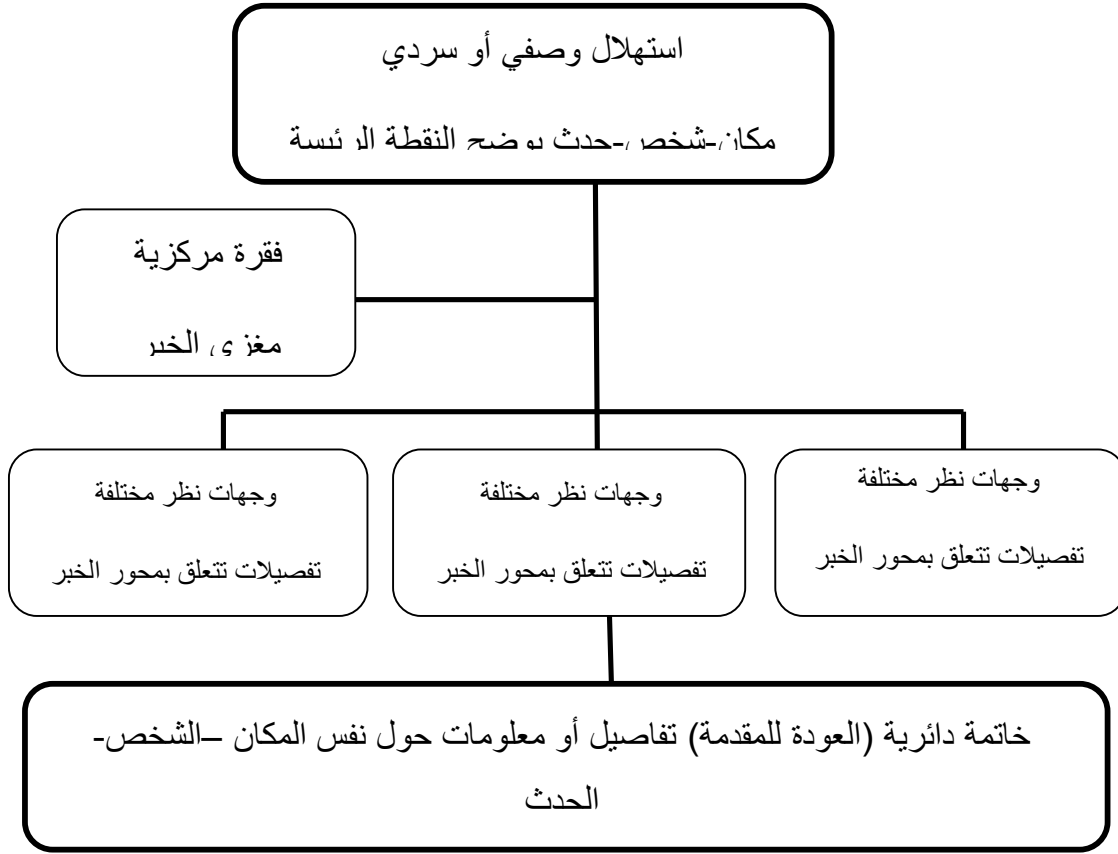 استهلال وصفي أو سردي
مكان-شخص-حدث يوضح النقطة الرئيسة
فقرة مركزية
مغزى الخبر
وجهات نظر مختلفة
تفصيلات تتعلق بمحور الخبر
وجهات نظر مختلفة
تفصيلات تتعلق بمحور الخبر
وجهات نظر مختلفة
تفصيلات تتعلق بمحور الخبر
خاتمة دائرية (العودة للمقدمة) تفاصيل أو معلومات حول نفس المكان –الشخص-
الحدث